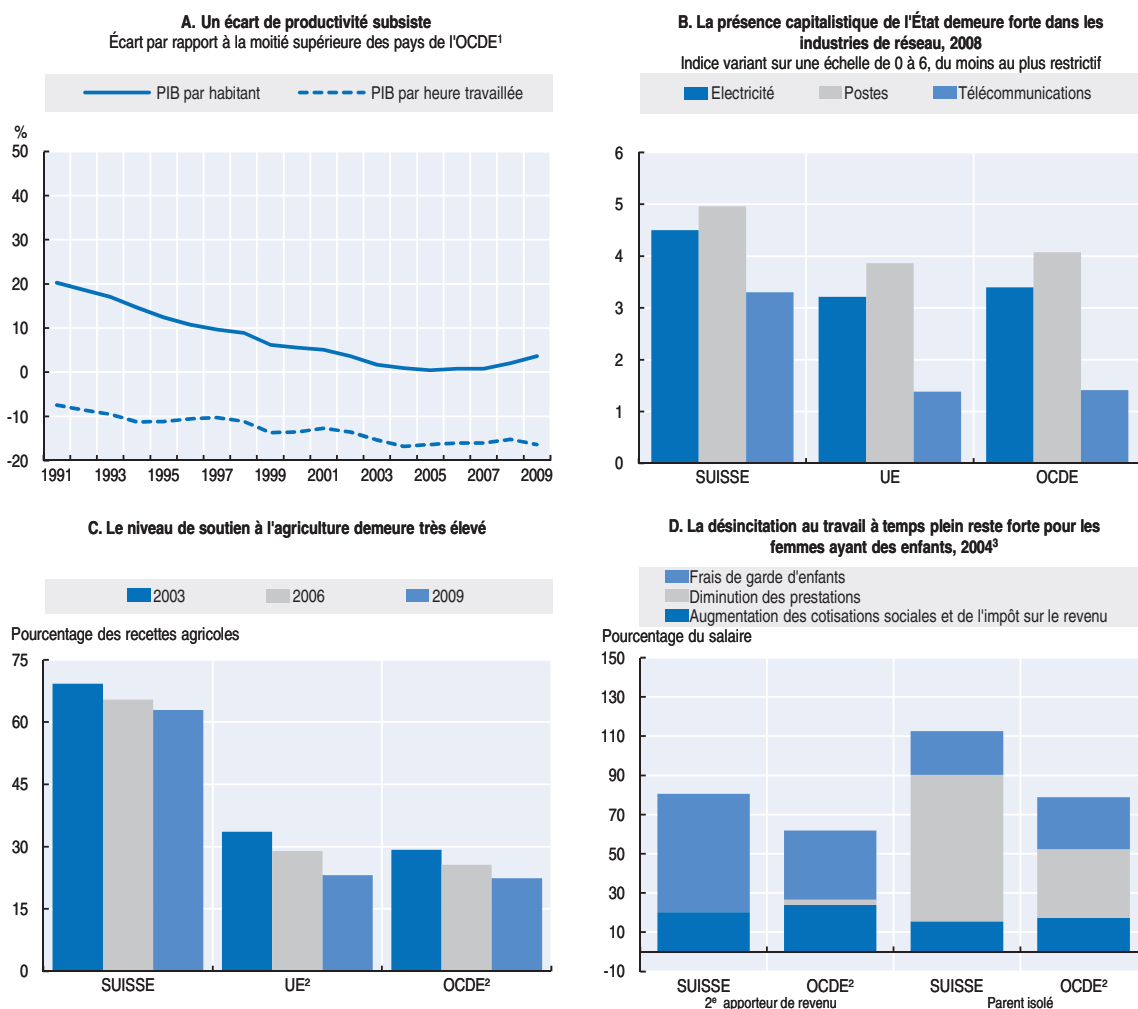 A. Un écart de productivité subsiste
Écart par rapport à la moitié supérieure des pays de l'OCDE¹
PIB par habitant
PIB par heure travaillée
%
50
40
30
20
10
0
-10
-20
1991 1993 1995 1997 1999 2001 2003 2005 2007 2009
B. La présence capitalistique de l'État demeure forte dans les
industries de réseau, 2008
Indice variant sur une échelle de 0 à 6, du moins au plus restrictif
Electricité
Postes
Télécommunications
6
5
4
3
2
1
0
SUISSE UE OCDE
C. Le niveau de soutien à l'agriculture demeure très élevé
2003
2006
2009
Pourcentage des recettes agricoles
75
60
45
30
15
0
SUISSE UE² OCDE²
D. La désincitation au travail à temps plein reste forte pour les
femmes ayant des enfants, 2004³
Frais de garde d'enfants
Diminution des prestations
Augmentation des cotisations sociales et de l'impôt sur le revenu
Pourcentage du salaire
150
130
110
90
70
50
30
10
-10
SUISSE OCDE² SUISSE OCDE²
2ᵉ apporteur de revenu Parent isolé